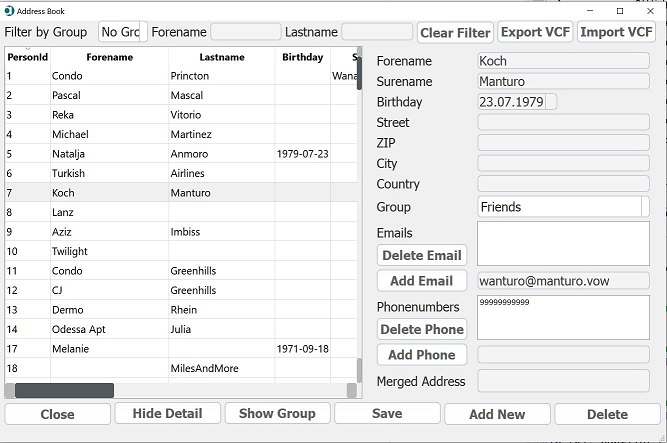 Address Book
Filter by Group No Gro Forename Lastname Clear Filter Export VCF Import VCF
PersonId Forename Lastname Birthday S
1 Condo Princton Wana
2 Pascal Mascal
3 Reka Vitorio
4 Michael Martinez
5 Natalja Anmoro 1979-07-23
6 Turkish Airlines
7 Koch Manturo
8 Lanz
9 Aziz Imbiss
10 Twilight
11 Condo Greenhills
12 CJ Greenhills
13 Dermo Rhein
14 Odessa Apt Julia
17 Melanie 1971-09-18
18 MilesAndMore
Forename Koch
Surename Manturo
Birthday 23.07.1979
Street
ZIP
City
Country
Group Friends
Emails
Delete Email
Add Email wanturo@manturo.vow
Phonenumbers 99999999999
Delete Phone
Add Phone
Merged Address
Close Hide Detail Show Group Save Add New Delete